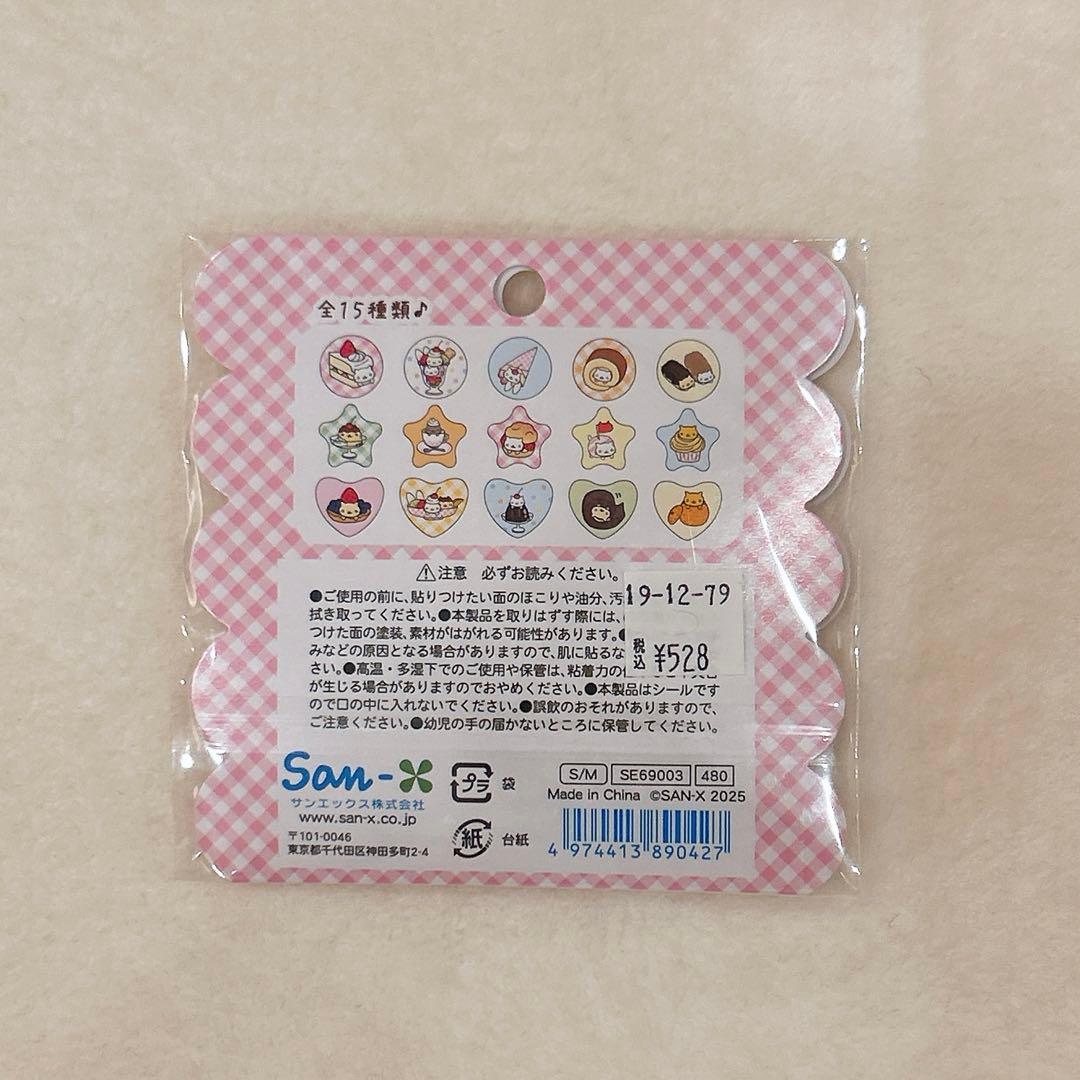 全15種類♪
⚠注意 必ずお読みください。
●ご使用の前に、貼りつけたい面のほこりや油分、汚
拭き取ってください。●本製品を取りはずす際には、
つけた面の塗装、素材がはがれる可能性があります。●
みなどの原因となる場合がありますので、肌に貼るな
さい。●高温・多湿下でのご使用や保管は、粘着力の
が生じる場合がありますのでおやめください。●本製品はシールです
ので口の中に入れないでください。●誤飲のおそれがありますので、
ご注意ください。●幼児の手の届かないところに保管してください。
19-12-79
税込 ¥528
San-X
サンエックス株式会社
www.san-x.co.jp
〒101-0046
東京都千代田区神田多町2-4
プラ 袋
紙 台紙
S/M SE69003 480
Made in China ©SAN-X 2025
4 974413 890427